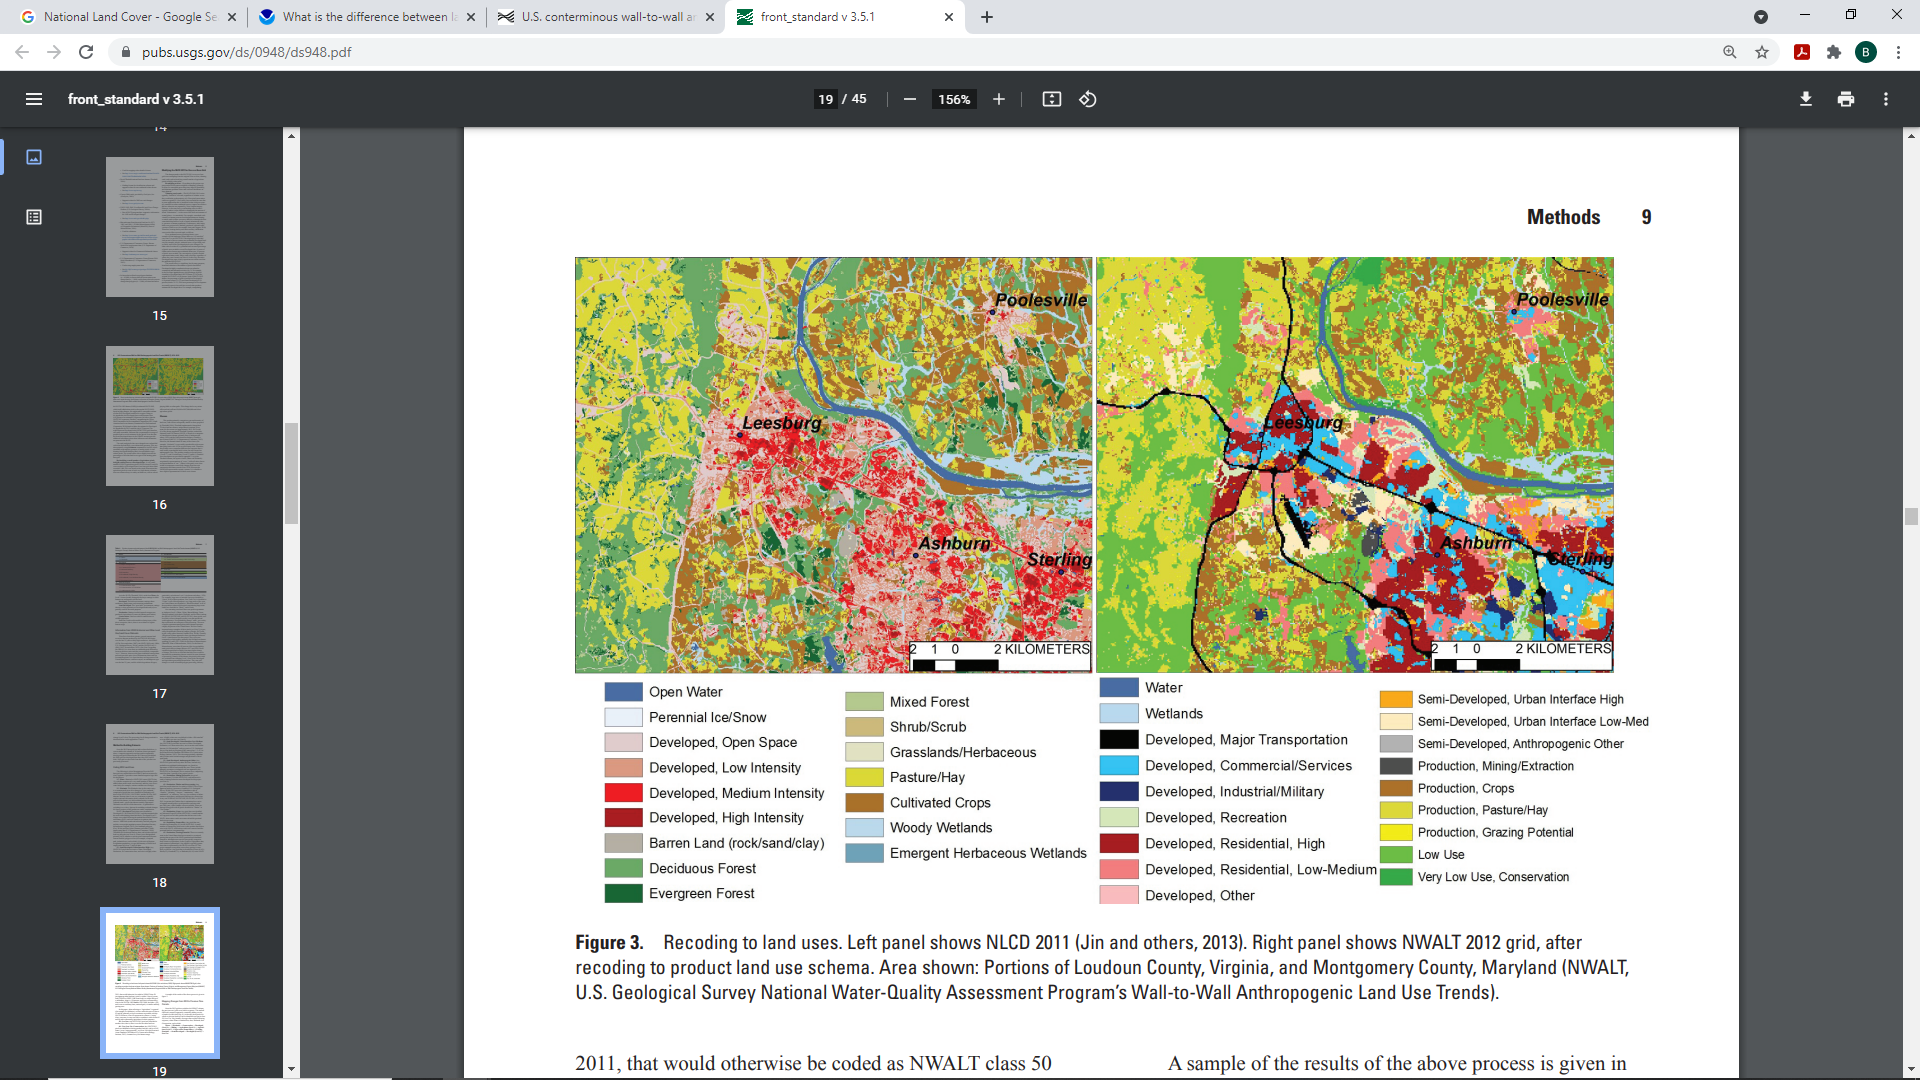 National Land Cover - Google Se
What is the difference between la
U.S. conterminous wall-to-wall an
front_standard v 3.5.1
pubs.usgs.gov/ds/0948/ds948.pdf
B
front_standard v 3.5.1
19 / 45
156%
14
15
16
17
18
19
Methods 9
Poolesville
Leesburg
Ashburn
Sterling
2 1 0 2 KILOMETERS
Poolesville
Leesburg
Ashburn
Sterling
2 1 0 2 KILOMETERS
Open Water
Perennial Ice/Snow
Developed, Open Space
Developed, Low Intensity
Developed, Medium Intensity
Developed, High Intensity
Barren Land (rock/sand/clay)
Deciduous Forest
Evergreen Forest
Mixed Forest
Shrub/Scrub
Grasslands/Herbaceous
Pasture/Hay
Cultivated Crops
Woody Wetlands
Emergent Herbaceous Wetlands
Water
Wetlands
Developed, Major Transportation
Developed, Commercial/Services
Developed, Industrial/Military
Developed, Recreation
Developed, Residential, High
Developed, Residential, Low-Medium
Developed, Other
Semi-Developed, Urban Interface High
Semi-Developed, Urban Interface Low-Med
Semi-Developed, Anthropogenic Other
Production, Mining/Extraction
Production, Crops
Production, Pasture/Hay
Production, Grazing Potential
Low Use
Very Low Use, Conservation
Figure 3. Recoding to land uses. Left panel shows NLCD 2011 (Jin and others, 2013). Right panel shows NWALT 2012 grid, after
recoding to product land use schema. Area shown: Portions of Loudoun County, Virginia, and Montgomery County, Maryland (NWALT,
U.S. Geological Survey National Water-Quality Assessment Program's Wall-to-Wall Anthropogenic Land Use Trends).
2011, that would otherwise be coded as NWALT class 50
A sample of the results of the above process is given in